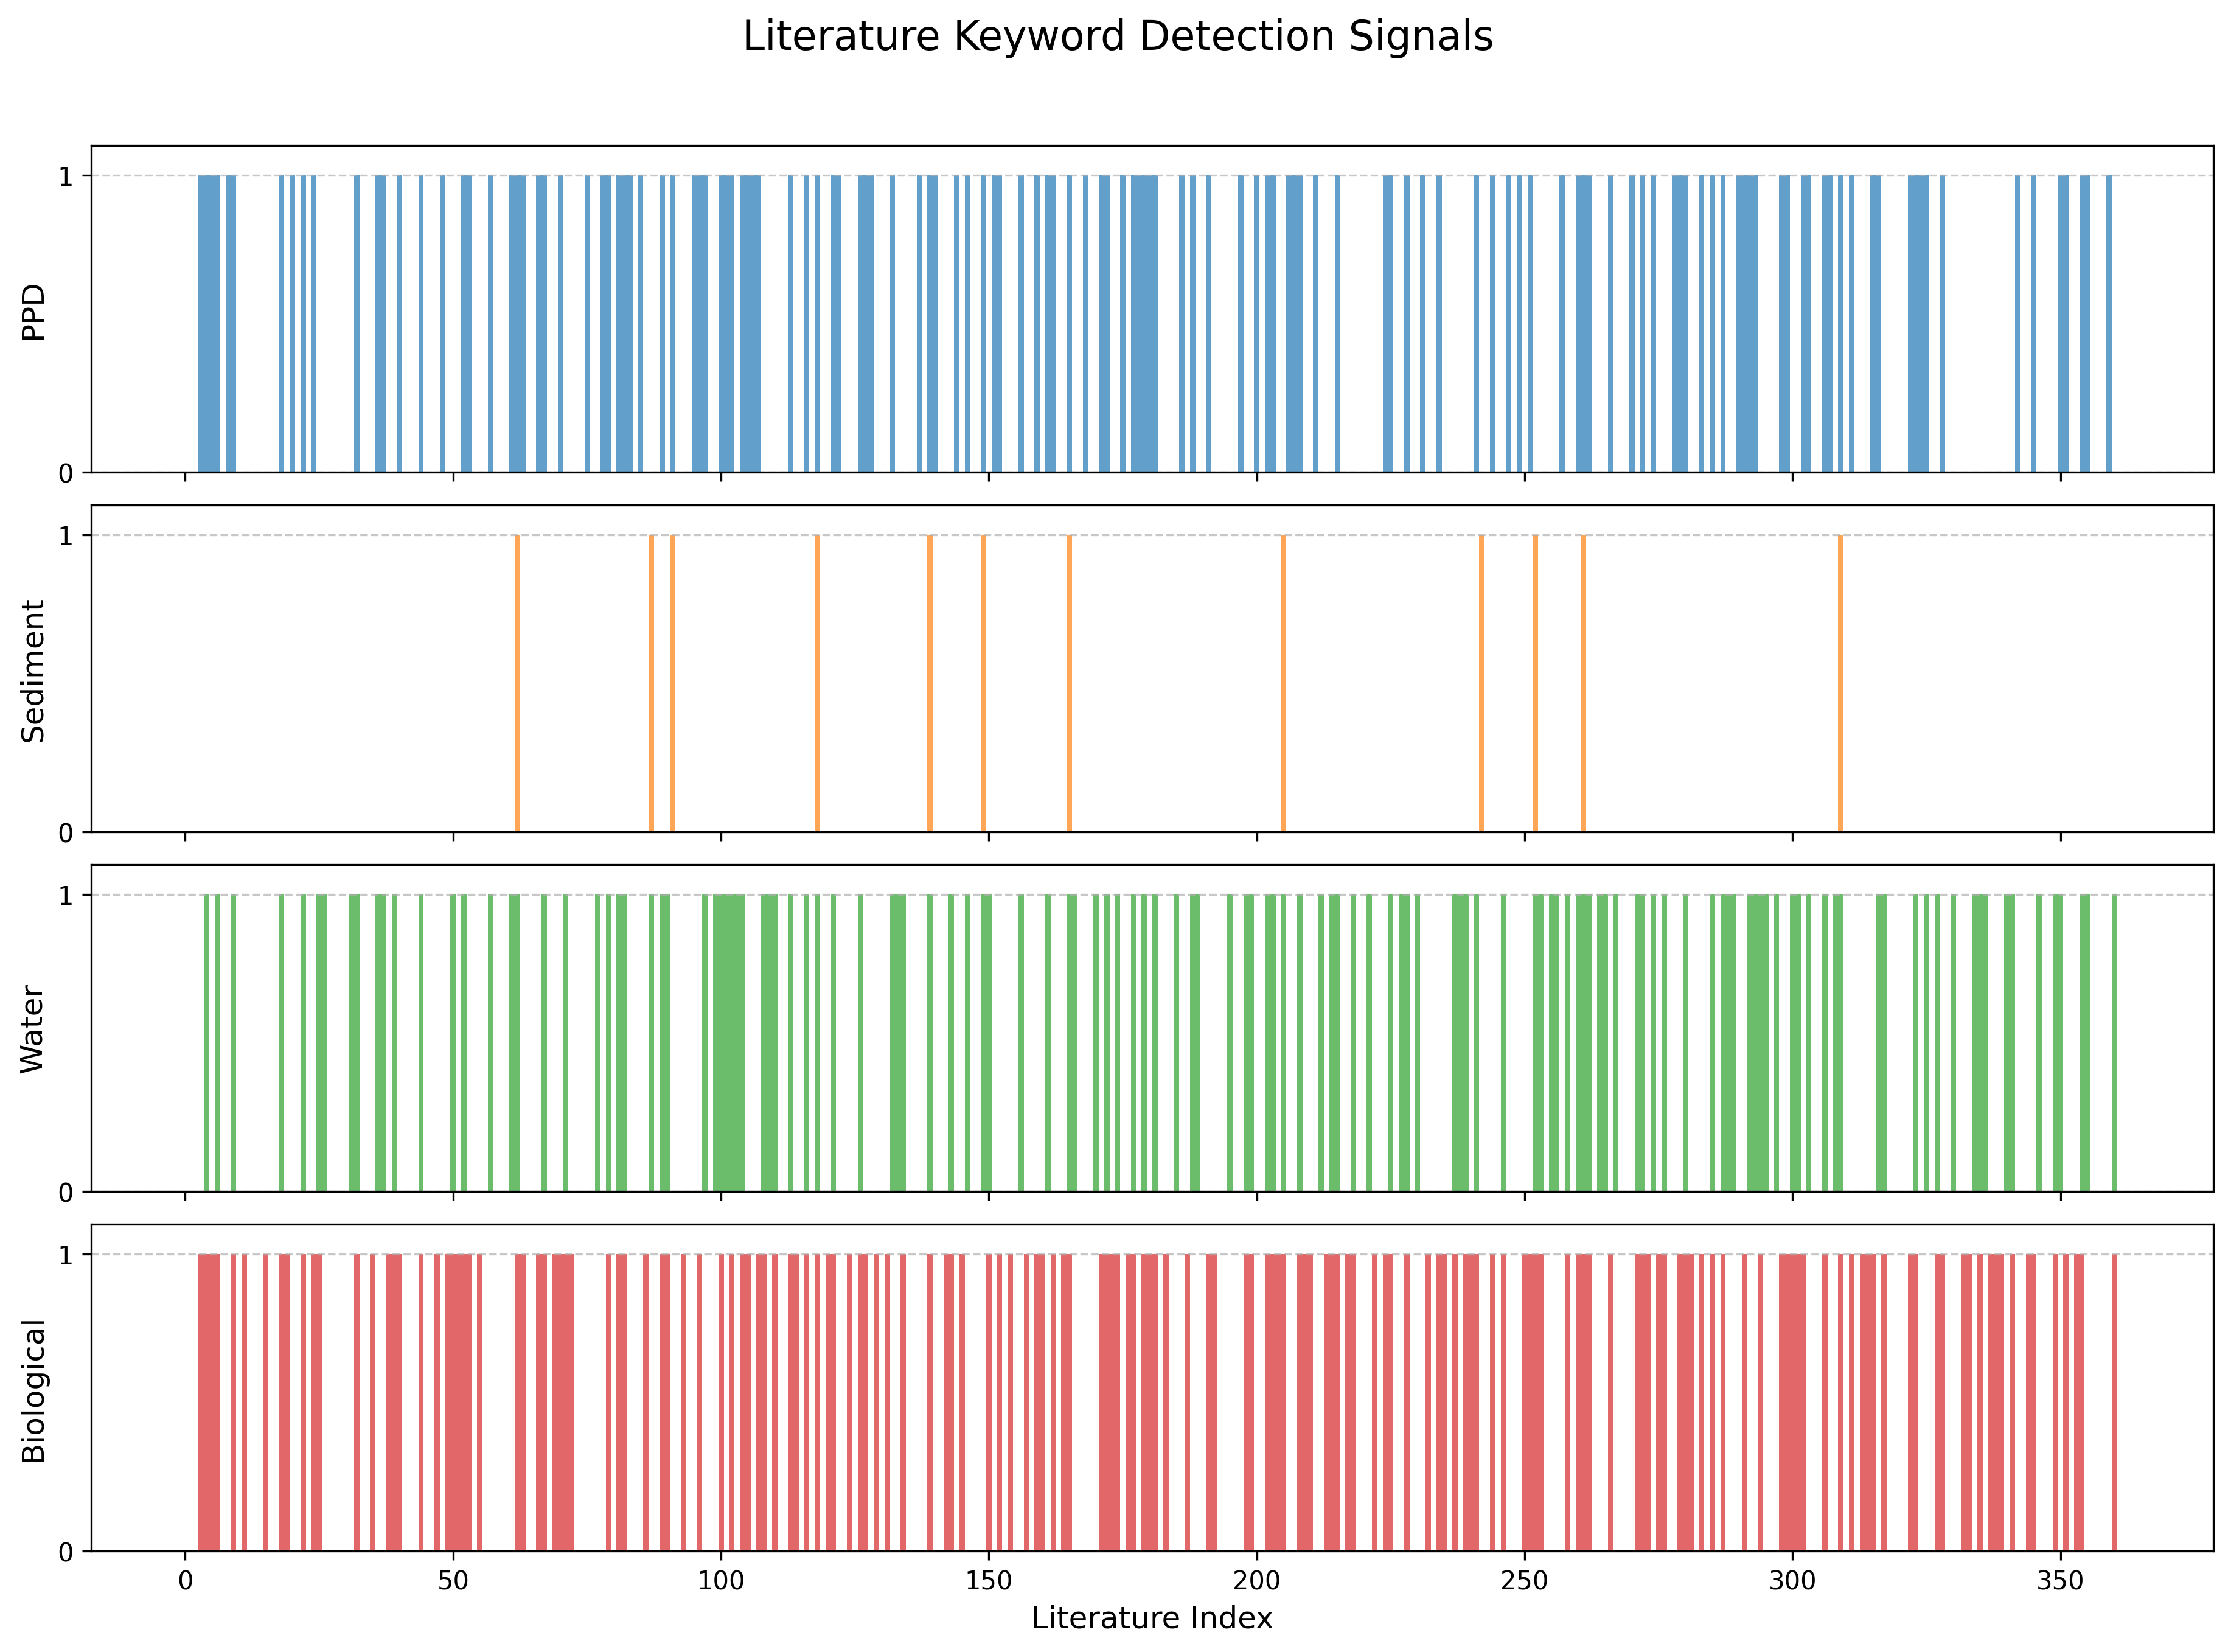 Literature Keyword Detection Signals
1
0
PPD
1
0
Sediment
1
0
Water
1
0
Biological
0 50 100 150 200 250 300 350
Literature Index